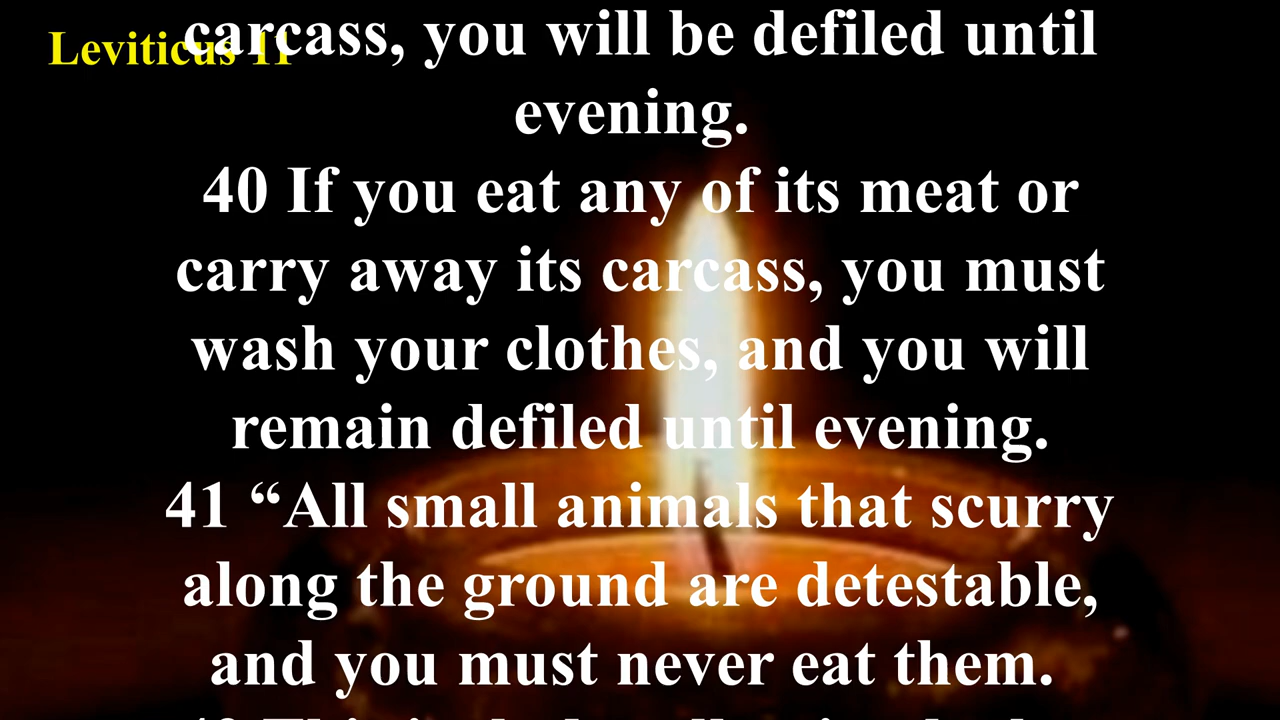 Leviticus 11
carcass, you will be defiled until
evening.
40 If you eat any of its meat or
carry away its carcass, you must
wash your clothes, and you will
remain defiled until evening.
41 “All small animals that scurry
along the ground are detestable,
and you must never eat them.